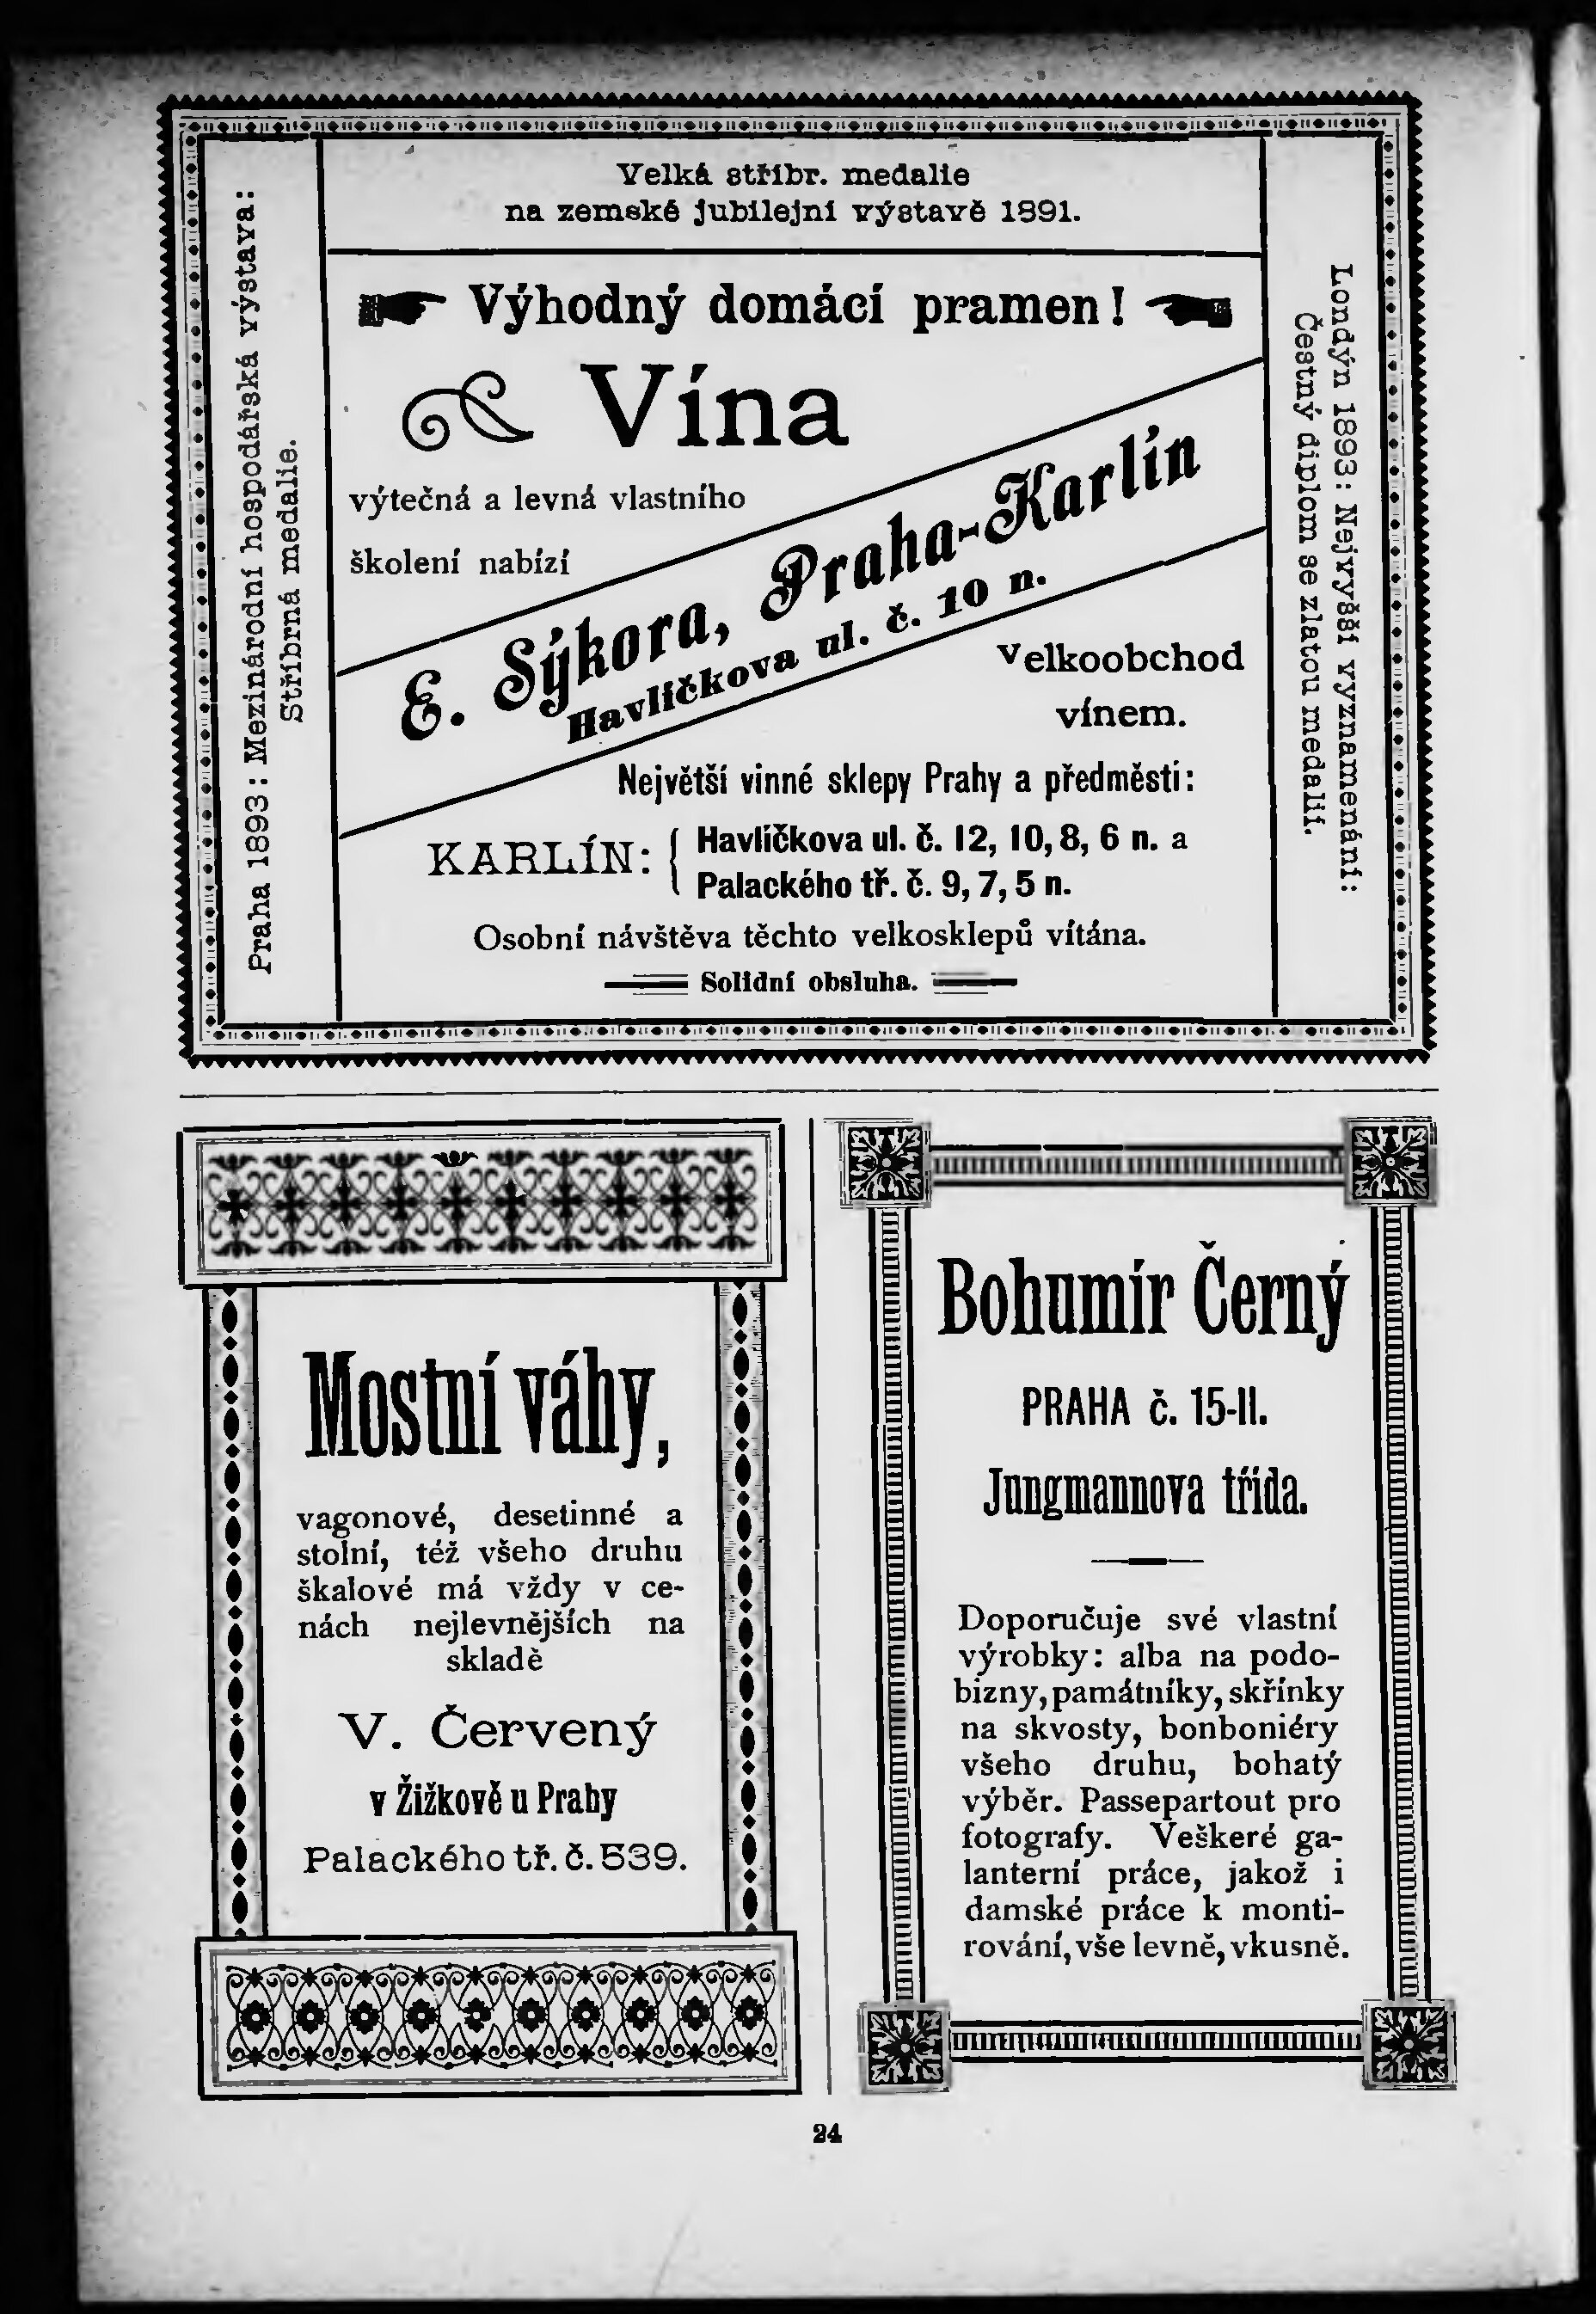 Velká stříbr. medalie
na zemské jubilejní výstavě 1891.
Praha 1893: Mezinárodní hospodářská výstava:
Stříbrná medalie.
Výhodný domácí pramen!
Vína
výtečná a levná vlastního
školení nabízí
E. Sýkora, Praha-Karlín
Havlíčkova ul. č. 10 n.
Velkoobchod
vínem.
Největší vinné sklepy Prahy a předměstí:
KARLÍN: { Havlíčkova ul. č. 12, 10, 8, 6 n. a
Palackého tř. č. 9, 7, 5 n.
Osobní návštěva těchto velkosklepů vítána.
Solidní obsluha.
Londýn 1893: Nejvyšší vyznamenání:
Čestný diplom se zlatou medalií.
Mostní váhy,
vagonové, desetinné a
stolní, též všeho druhu
škalové má vždy v ce-
nách nejlevnějších na
skladě
V. Červený
v Žižkově u Prahy
Palackého tř. č. 539.
Bohumír Černý
PRAHA č. 15-II.
Jungmannova třída.
Doporučuje své vlastní
výrobky: alba na podo-
bizny, památníky, skřínky
na skvosty, bonboniéry
všeho druhu, bohatý
výběr. Passepartout pro
fotografy. Veškeré ga-
lanterní práce, jakož i
damské práce k monti-
rování, vše levně, vkusně.
24